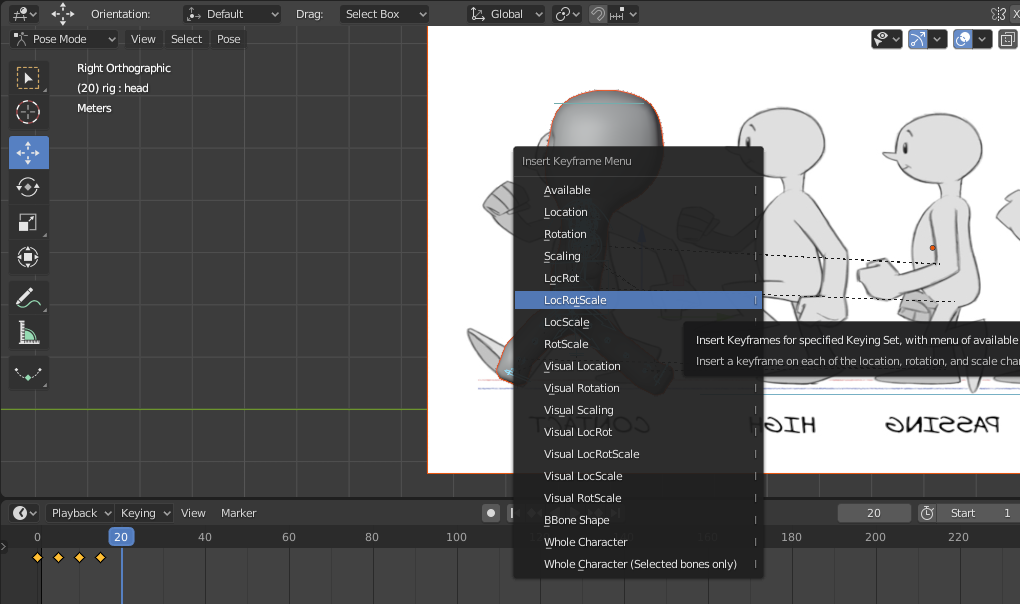 Orientation: Default Drag: Select Box Global X
Pose Mode View Select Pose
Right Orthographic
(20) rig : head
Meters
Insert Keyframe Menu
Available
Location
Rotation
Scaling
LocRot
LocRotScale
LocScale
RotScale
Visual Location
Visual Rotation
Visual Scaling
Visual LocRot
Visual LocRotScale
Visual LocScale
Visual RotScale
BBone Shape
Whole Character
Whole Character (Selected bones only)
Insert Keyframes for specified Keying Set, with menu of available
Insert a keyframe on each of the location, rotation, and scale cha
CONTACT HIGH PASSING
Playback Keying View Marker 20 Start 1
0 20 40 60 80 100 160 180 200 220